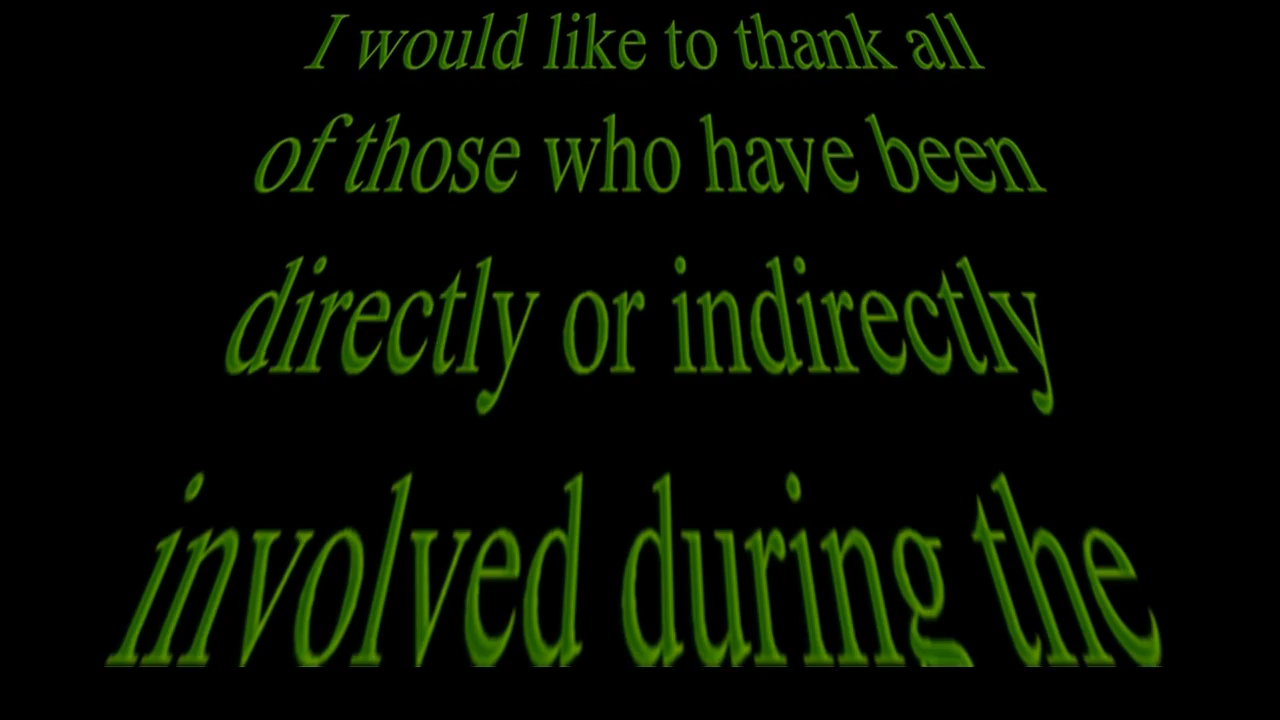 I would like to thank all
of those who have been
directly or indirectly
involved during the